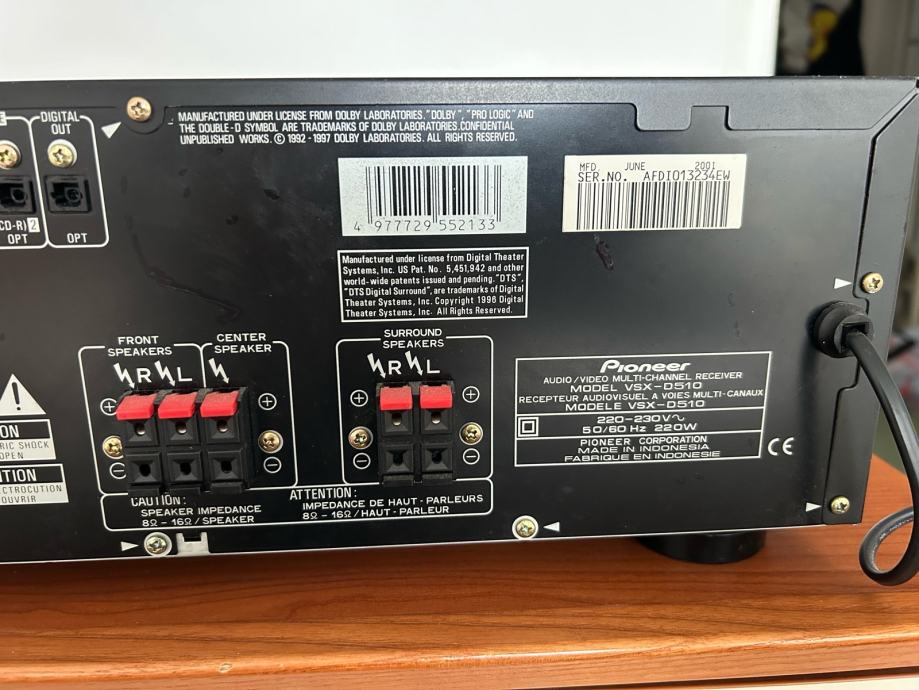 DIGITAL
OUT
CD-R) 2
OPT
OPT
MANUFACTURED UNDER LICENSE FROM DOLBY LABORATORIES."DOLBY", "PRO LOGIC" AND
THE DOUBLE-D SYMBOL ARE TRADEMARKS OF DOLBY LABORATORIES.CONFIDENTIAL
UNPUBLISHED WORKS. © 1992-1997 DOLBY LABORATORIES. ALL RIGHTS RESERVED.
4 977729 552133
MFD. JUNE 2001
SER.NO. AFDI013234EW
Manufactured under license from Digital Theater
Systems, Inc. US Pat. No. 5,451,942 and other
world-wide patents issued and pending. "DTS",
"DTS Digital Surround", are trademarks of Digital
Theater Systems, Inc. Copyright 1996 Digital
Theater Systems, Inc. All Rights Reserved.
FRONT
SPEAKERS
R L
CENTER
SPEAKER
SURROUND
SPEAKERS
R L
Pioneer
AUDIO/VIDEO MULTI-CHANNEL RECEIVER
MODEL VSX-D510
RECEPTEUR AUDIOVISUEL A VOIES MULTI-CANAUX
MODELE VSX-D510
220-230V~
50/60 Hz 220W
PIONEER CORPORATION
MADE IN INDONESIA
FABRIQUE EN INDONESIE
CE
ON
RIC SHOCK
OPEN
NTION
ECTROCUTION
OUVRIR
CAUTION:
SPEAKER IMPEDANCE
8Ω-16Ω/SPEAKER
ATTENTION:
IMPEDANCE DE HAUT-PARLEURS
8Ω-16Ω/HAUT-PARLEUR